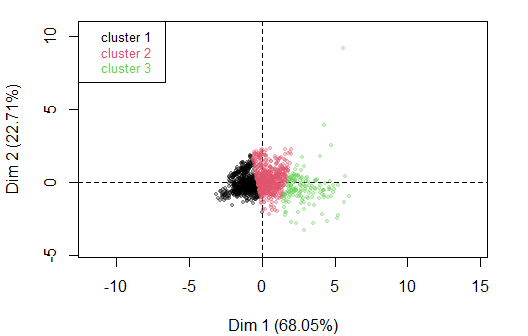 cluster 1
cluster 2
cluster 3
10
5
0
-5
Dim 2 (22.71%)
-10
-5
0
5
10
15
Dim 1 (68.05%)